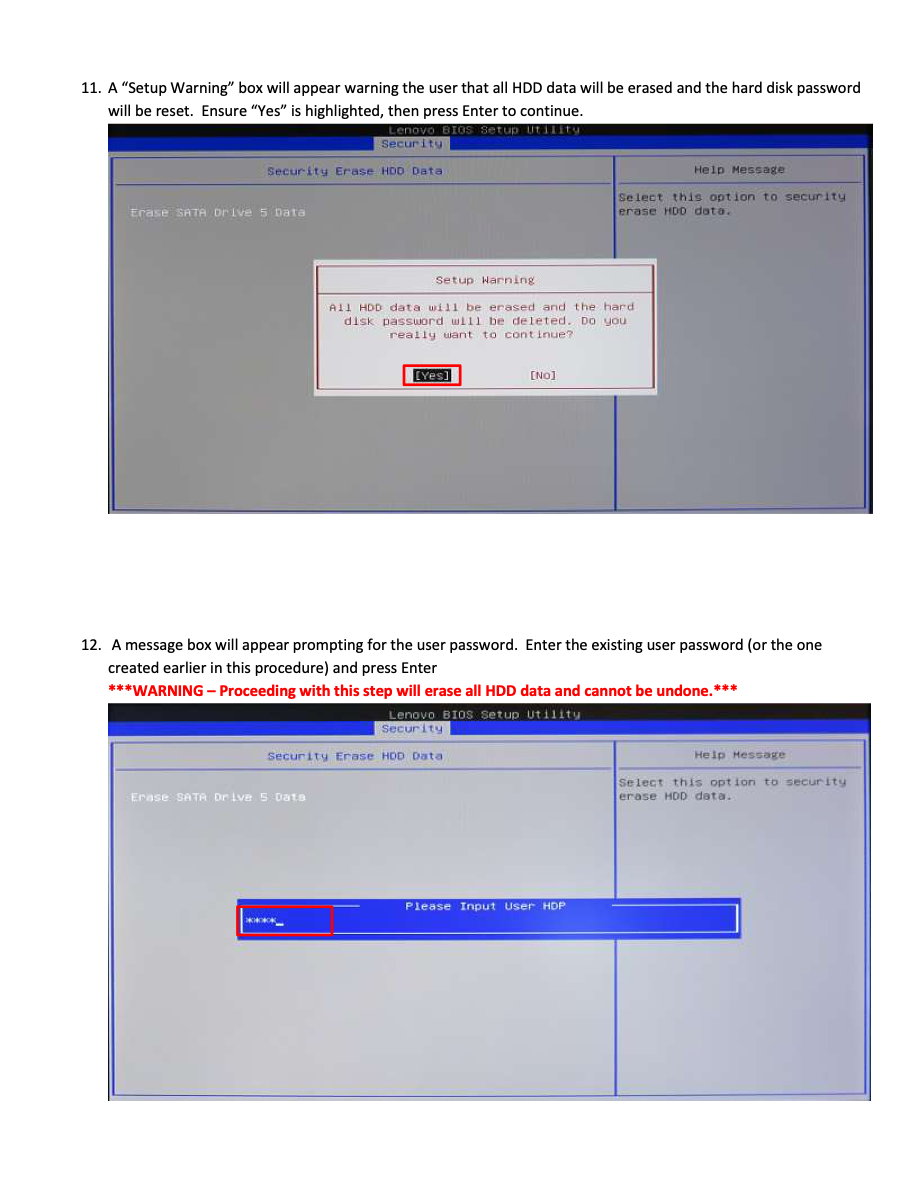 11. A “Setup Warning” box will appear warning the user that all HDD data will be erased and the hard disk password
will be reset.  Ensure “Yes” is highlighted, then press Enter to continue.
Lenovo BIOS Setup Utility
Security
Security Erase HDD Data
Help Message
Erase SATA Drive 5 Data
Select this option to security
erase HDD data.
Setup Warning
All HDD data will be erased and the hard
disk password will be deleted. Do you
really want to continue?
[Yes] [No]
12.  A message box will appear prompting for the user password.  Enter the existing user password (or the one
created earlier in this procedure) and press Enter
***WARNING – Proceeding with this step will erase all HDD data and cannot be undone.***
Lenovo BIOS Setup Utility
Security
Security Erase HDD Data
Help Message
Erase SATA Drive 5 Data
Select this option to security
erase HDD data.
Please Input User HDP
****_